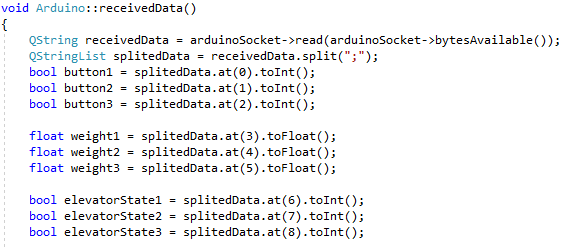 void Arduino::receivedData()
{
QString receivedData = arduinoSocket->read(arduinoSocket->bytesAvailable());
QStringList splitedData = receivedData.split(";");
bool button1 = splitedData.at(0).toInt();
bool button2 = splitedData.at(1).toInt();
bool button3 = splitedData.at(2).toInt();
float weight1 = splitedData.at(3).toFloat();
float weight2 = splitedData.at(4).toFloat();
float weight3 = splitedData.at(5).toFloat();
bool elevatorState1 = splitedData.at(6).toInt();
bool elevatorState2 = splitedData.at(7).toInt();
bool elevatorState3 = splitedData.at(8).toInt();